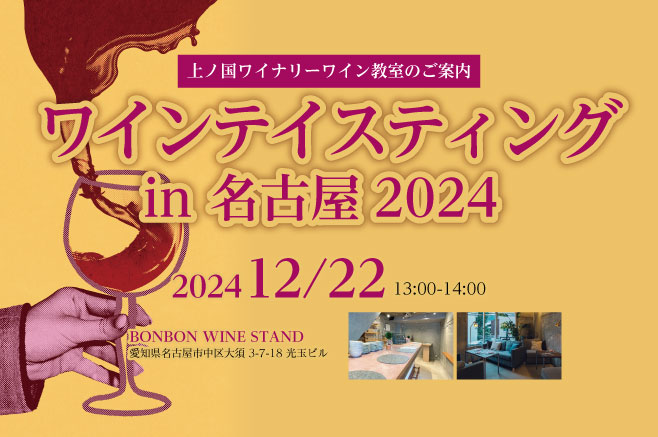 上ノ国ワイナリーワイン教室のご案内
ワインテイスティング
in 名古屋 2024
2024 12/22 13:00-14:00
BONBON WINE STAND
愛知県名古屋市中区大須 3-7-18 光玉ビル